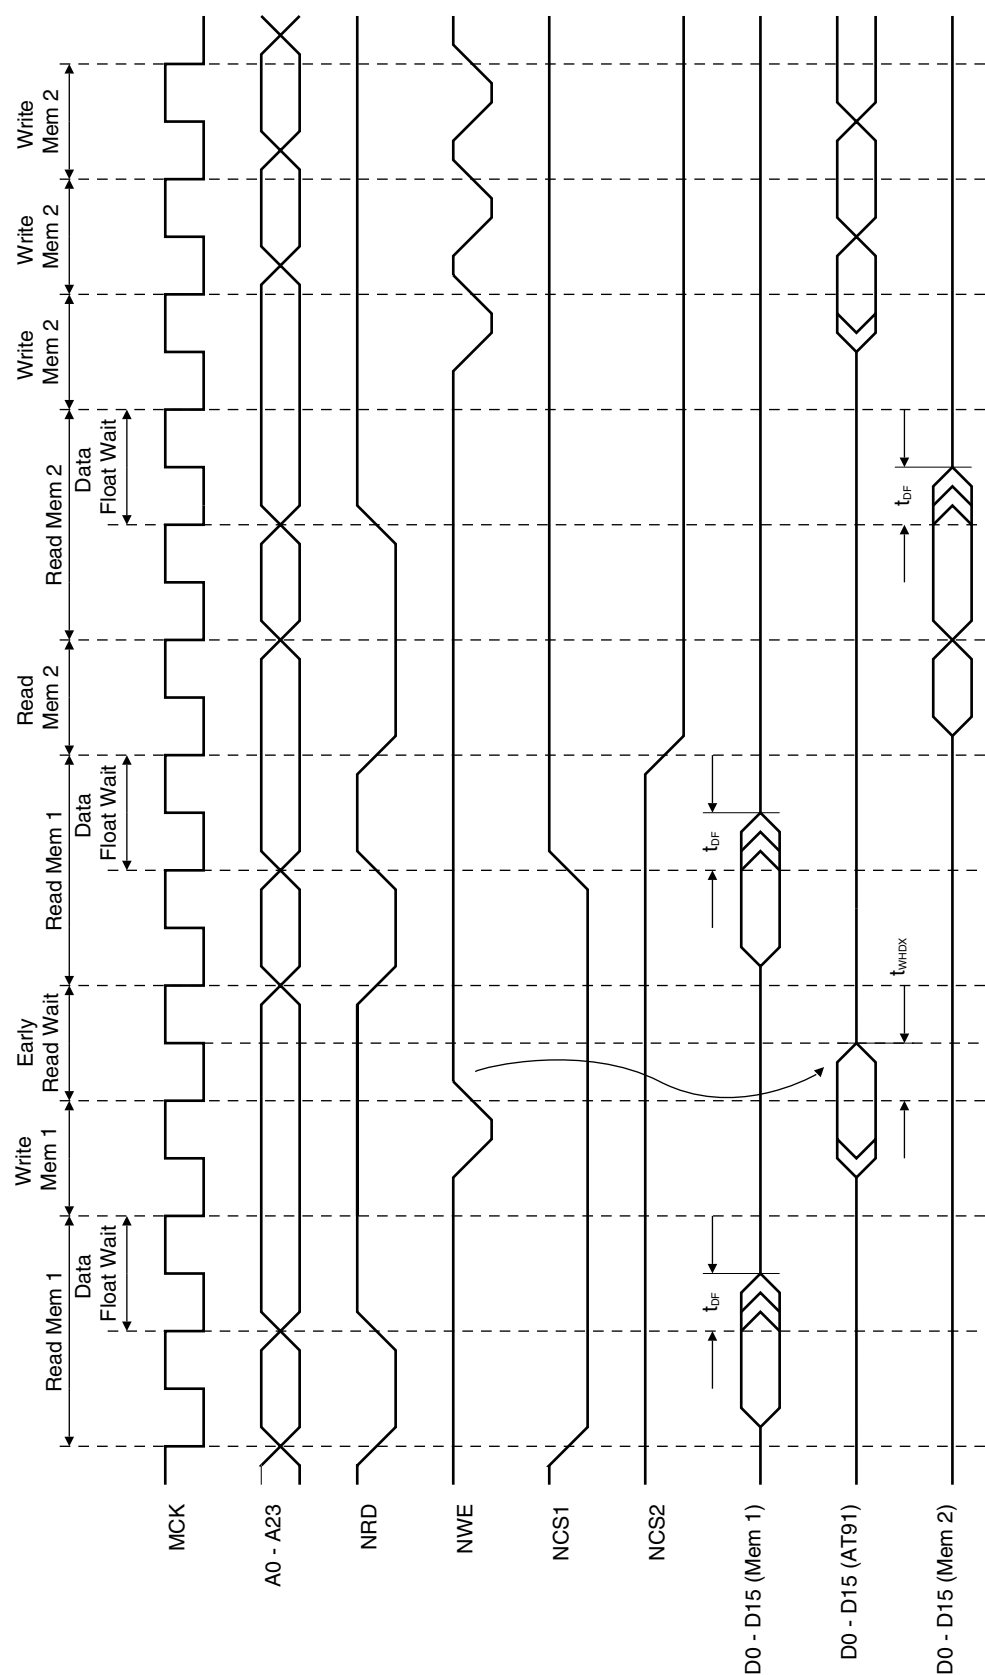 Read Mem 1
Data
Float Wait
Write
Mem 1
Early
Read Wait
Read Mem 1
Data
Float Wait
Read
Mem 2
Read Mem 2
Data
Float Wait
Write
Mem 2
Write
Mem 2
Write
Mem 2
MCK
A0 - A23
NRD
NWE
NCS1
NCS2
D0 - D15 (Mem 1)
tDF
tDF
D0 - D15 (AT91)
tWHDX
D0 - D15 (Mem 2)
tDF